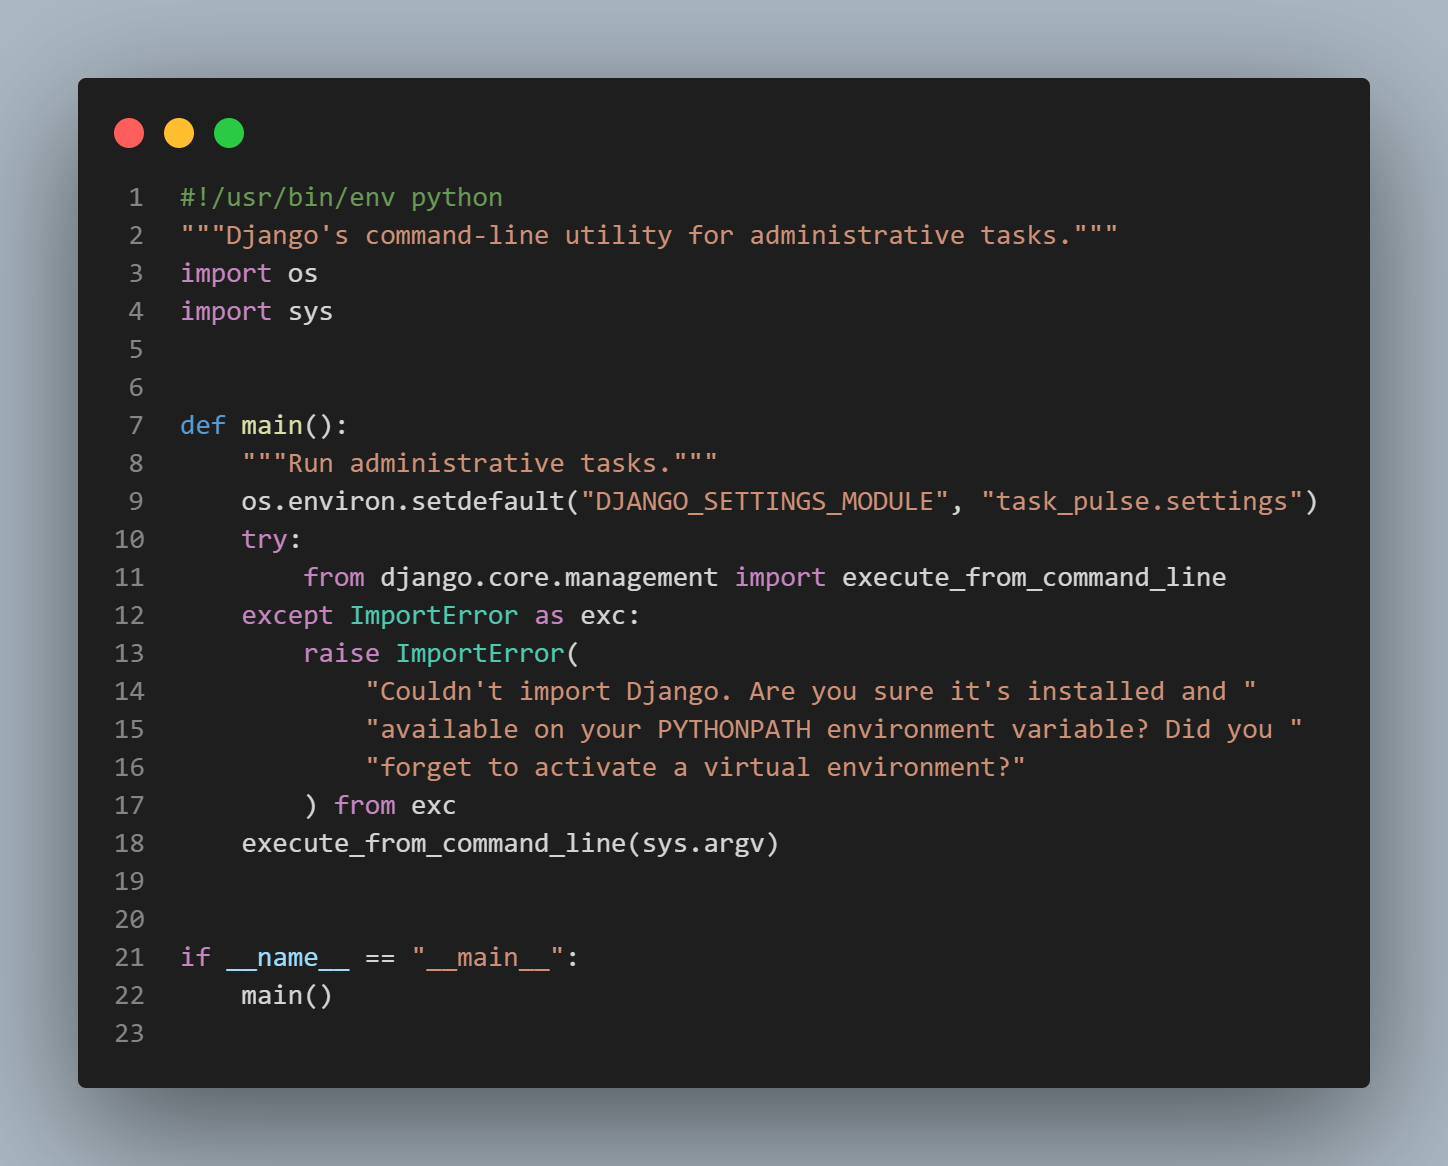 1 #!/usr/bin/env python
2 """Django's command-line utility for administrative tasks."""
3 import os
4 import sys
5
6
7 def main():
8     """Run administrative tasks."""
9     os.environ.setdefault("DJANGO_SETTINGS_MODULE", "task_pulse.settings")
10     try:
11         from django.core.management import execute_from_command_line
12     except ImportError as exc:
13         raise ImportError(
14             "Couldn't import Django. Are you sure it's installed and "
15             "available on your PYTHONPATH environment variable? Did you "
16             "forget to activate a virtual environment?"
17         ) from exc
18     execute_from_command_line(sys.argv)
19
20
21 if __name__ == "__main__":
22     main()
23